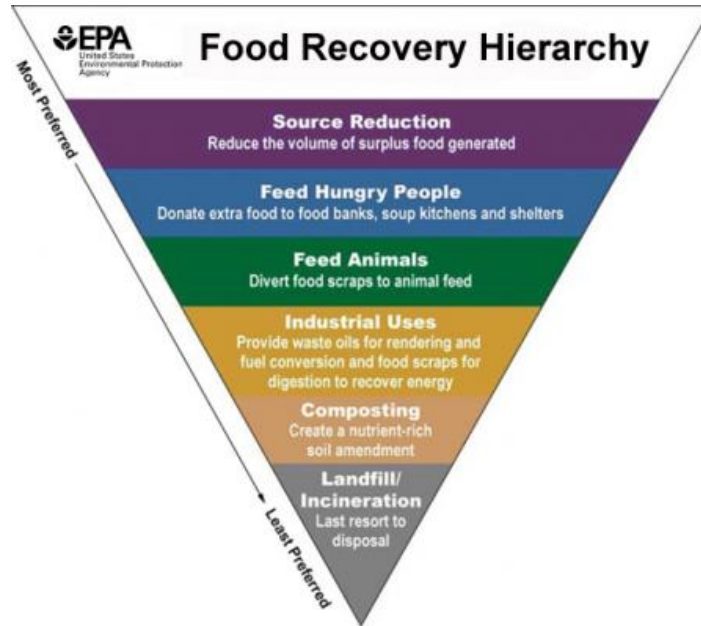 EPA
United States
Environmental Protection
Agency
Food Recovery Hierarchy
Most Preferred
Source Reduction
Reduce the volume of surplus food generated
Feed Hungry People
Donate extra food to food banks, soup kitchens and shelters
Feed Animals
Divert food scraps to animal feed
Industrial Uses
Provide waste oils for rendering and
fuel conversion and food scraps for
digestion to recover energy
Composting
Create a nutrient-rich
soil amendment
Landfill/
Incineration
Last resort to
disposal
Least Preferred